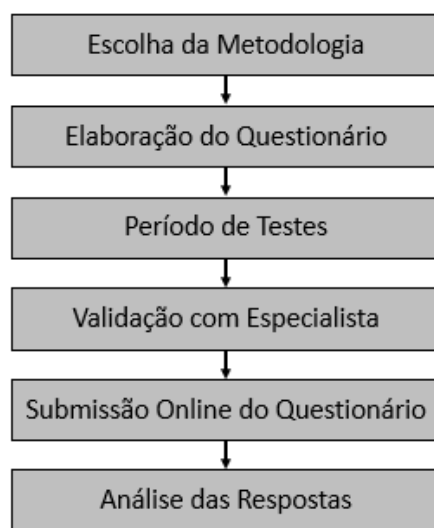 Escolha da Metodologia
Elaboração do Questionário
Período de Testes
Validação com Especialista
Submissão Online do Questionário
Análise das Respostas